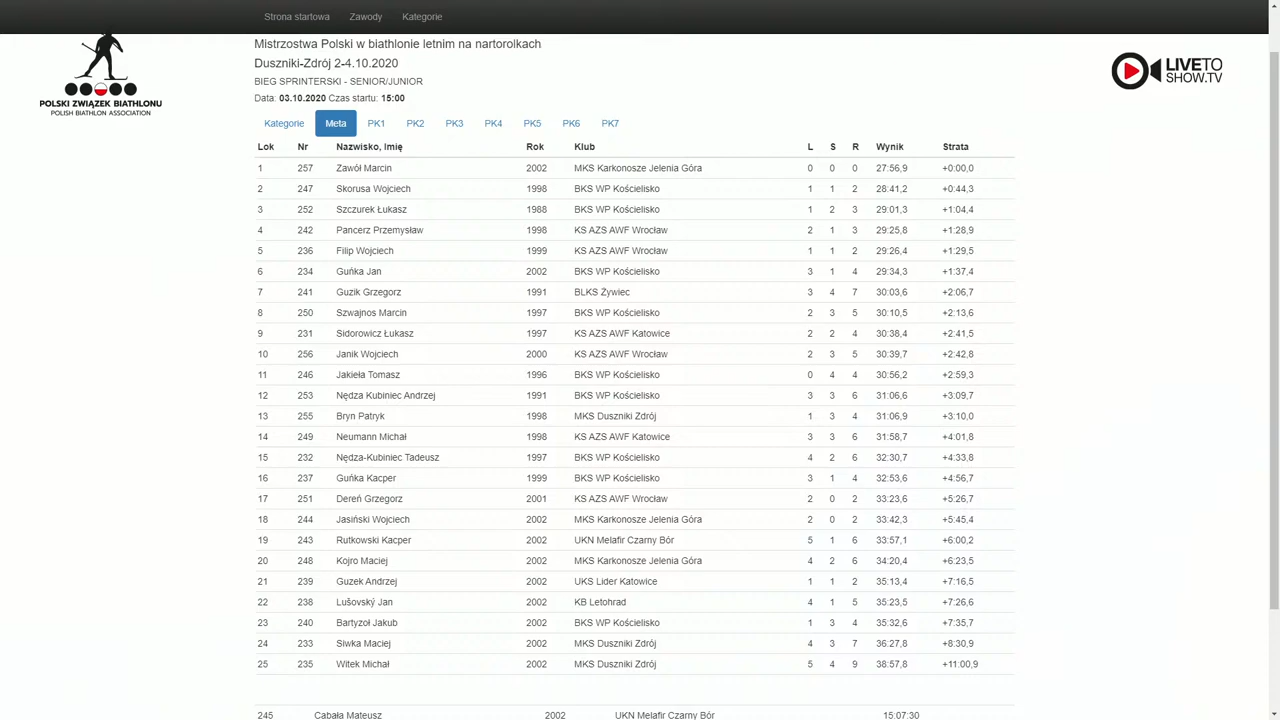 Strona startowa Zawody Kategorie
Mistrzostwa Polski w biathlonie letnim na nartorolkach
Duszniki-Zdrój 2-4.10.2020
BIEG SPRINTERSKI - SENIOR/JUNIOR
Data: 03.10.2020 Czas startu: 15:00
POLSKI ZWIĄZEK BIATHLONU
POLISH BIATHLON ASSOCIATION
LIVETO
SHOW.TV
Kategorie Meta PK1 PK2 PK3 PK4 PK5 PK6 PK7
Lok Nr Nazwisko, Imię Rok Klub L S R Wynik Strata
1 257 Zawół Marcin 2002 MKS Karkonosze Jelenia Góra 0 0 0 27:56,9 +0:00,0
2 247 Skorusa Wojciech 1998 BKS WP Kościelisko 1 1 2 28:41,2 +0:44,3
3 252 Szczurek Łukasz 1988 BKS WP Kościelisko 1 2 3 29:01,3 +1:04,4
4 242 Pancerz Przemysław 1998 KS AZS AWF Wrocław 2 1 3 29:25,8 +1:28,9
5 236 Filip Wojciech 1999 KS AZS AWF Wrocław 1 1 2 29:26,4 +1:29,5
6 234 Guńka Jan 2002 BKS WP Kościelisko 3 1 4 29:34,3 +1:37,4
7 241 Guzik Grzegorz 1991 BLKS Żywiec 3 4 7 30:03,6 +2:06,7
8 250 Szwajnos Marcin 1997 BKS WP Kościelisko 2 3 5 30:10,5 +2:13,6
9 231 Sidorowicz Łukasz 1997 KS AZS AWF Katowice 2 2 4 30:38,4 +2:41,5
10 256 Janik Wojciech 2000 KS AZS AWF Wrocław 2 3 5 30:39,7 +2:42,8
11 246 Jakieła Tomasz 1996 BKS WP Kościelisko 0 4 4 30:56,2 +2:59,3
12 253 Nędza Kubiniec Andrzej 1991 BKS WP Kościelisko 3 3 6 31:06,6 +3:09,7
13 255 Bryn Patryk 1998 MKS Duszniki Zdrój 1 3 4 31:06,9 +3:10,0
14 249 Neumann Michał 1998 KS AZS AWF Katowice 3 3 6 31:58,7 +4:01,8
15 232 Nędza-Kubiniec Tadeusz 1997 BKS WP Kościelisko 4 2 6 32:30,7 +4:33,8
16 237 Guńka Kacper 1999 BKS WP Kościelisko 3 1 4 32:53,6 +4:56,7
17 251 Dereń Grzegorz 2001 KS AZS AWF Wrocław 2 0 2 33:23,6 +5:26,7
18 244 Jasiński Wojciech 2002 MKS Karkonosze Jelenia Góra 2 0 2 33:42,3 +5:45,4
19 243 Rutkowski Kacper 2002 UKN Melafir Czarny Bór 5 1 6 33:57,1 +6:00,2
20 248 Kojro Maciej 2002 MKS Karkonosze Jelenia Góra 4 2 6 34:20,4 +6:23,5
21 239 Guzek Andrzej 2002 UKS Lider Katowice 1 1 2 35:13,4 +7:16,5
22 238 Lušovský Jan 2002 KB Letohrad 4 1 5 35:23,5 +7:26,6
23 240 Bartyzoł Jakub 2002 BKS WP Kościelisko 1 3 4 35:32,6 +7:35,7
24 233 Siwka Maciej 2002 MKS Duszniki Zdrój 4 3 7 36:27,8 +8:30,9
25 235 Witek Michał 2002 MKS Duszniki Zdrój 5 4 9 38:57,8 +11:00,9
245 Cabała Mateusz 2002 UKN Melafir Czarny Bór 15:07:30